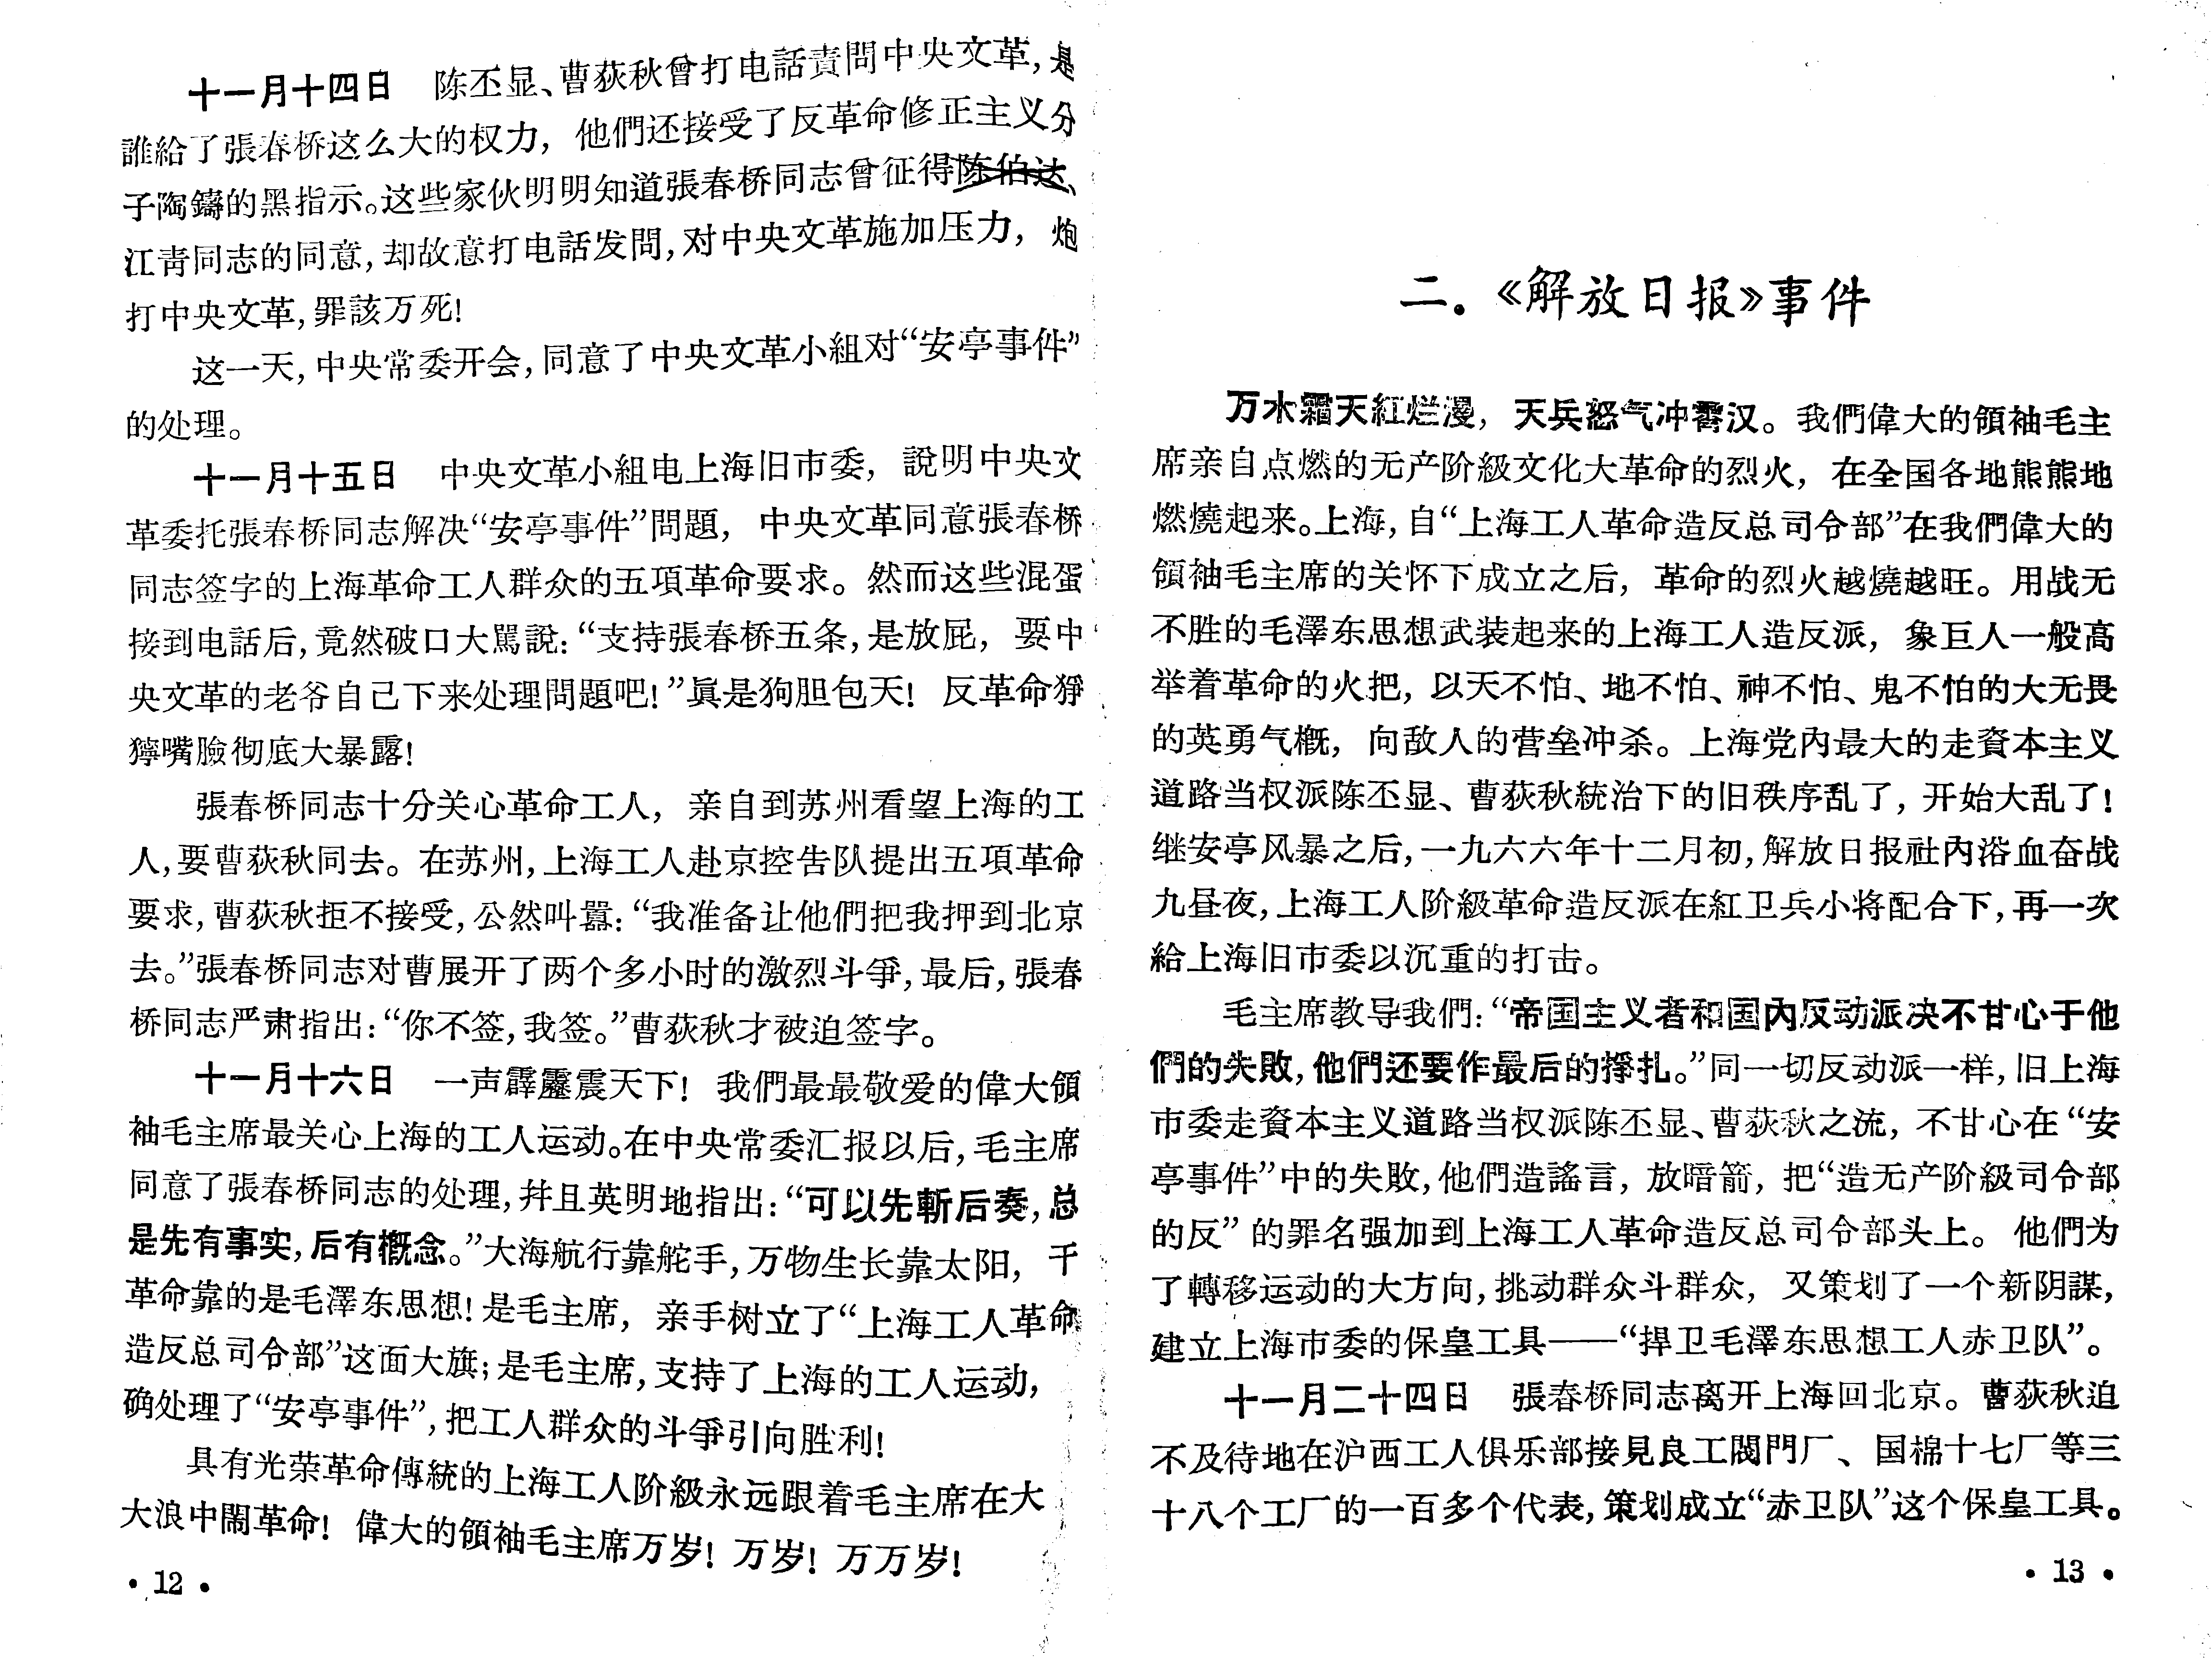 十一月十四日　陈丕显、曹荻秋曾打电話責問中央文革，是
誰給了張春桥这么大的权力，他們还接受了反革命修正主义分
子陶鑄的黑指示。这些家伙明明知道張春桥同志曾征得陈伯达、
江青同志的同意，却故意打电話发問，对中央文革施加压力，炮
打中央文革，罪該万死！
这一天，中央常委开会，同意了中央文革小組对“安亭事件”
的处理。
十一月十五日　中央文革小組电上海旧市委，說明中央文
革委托張春桥同志解决“安亭事件”問題，中央文革同意張春桥
同志签字的上海革命工人群众的五項革命要求。然而这些混蛋
接到电話后，竟然破口大罵說：“支持張春桥五条，是放屁，要中
央文革的老爷自己下来处理問題吧！”眞是狗胆包天！反革命猙
獰嘴臉彻底大暴露！
張春桥同志十分关心革命工人，亲自到苏州看望上海的工
人，要曹荻秋同去。在苏州，上海工人赴京控告队提出五項革命
要求，曹荻秋拒不接受，公然叫囂：“我准备让他們把我押到北京
去。”張春桥同志对曹展开了两个多小时的激烈斗爭，最后，張春
桥同志严肃指出：“你不签，我签。”曹荻秋才被迫签字。
十一月十六日　一声霹靂震天下！我們最最敬爱的偉大領
袖毛主席最关心上海的工人运动。在中央常委汇报以后，毛主席
同意了張春桥同志的处理，幷且英明地指出：“可以先斬后奏，总
是先有事实，后有概念。”大海航行靠舵手，万物生长靠太阳，干
革命靠的是毛澤东思想！是毛主席，亲手树立了“上海工人革命
造反总司令部”这面大旗；是毛主席，支持了上海的工人运动，
确处理了“安亭事件”，把工人群众的斗爭引向胜利！
具有光荣革命傳統的上海工人阶級永远跟着毛主席在大
大浪中閙革命！偉大的領袖毛主席万岁！万岁！万万岁！
• 12 •
二．《解放日报》事件
万木霜天紅烂漫，天兵怒气冲霄汉。我們偉大的領袖毛主
席亲自点燃的无产阶級文化大革命的烈火，在全国各地熊熊地
燃燒起来。上海，自“上海工人革命造反总司令部”在我們偉大的
領袖毛主席的关怀下成立之后，革命的烈火越燒越旺。用战无
不胜的毛澤东思想武装起来的上海工人造反派，象巨人一般高
举着革命的火把，以天不怕、地不怕、神不怕、鬼不怕的大无畏
的英勇气概，向敌人的营垒冲杀。上海党內最大的走資本主义
道路当权派陈丕显、曹荻秋統治下的旧秩序乱了，开始大乱了！
继安亭风暴之后，一九六六年十二月初，解放日报社內浴血奋战
九昼夜，上海工人阶級革命造反派在紅卫兵小将配合下，再一次
給上海旧市委以沉重的打击。
毛主席教导我們：“帝国主义者和国內反动派决不甘心于他
們的失敗，他們还要作最后的掙扎。”同一切反动派一样，旧上海
市委走資本主义道路当权派陈丕显、曹荻秋之流，不甘心在“安
亭事件”中的失敗，他們造謠言，放暗箭，把“造无产阶級司令部
的反”的罪名强加到上海工人革命造反总司令部头上。他們为
了轉移运动的大方向，挑动群众斗群众，又策划了一个新阴謀，
建立上海市委的保皇工具——“捍卫毛澤东思想工人赤卫队”。
十一月二十四日　張春桥同志离开上海回北京。曹荻秋迫
不及待地在沪西工人俱乐部接見良工閥門厂、国棉十七厂等三
十八个工厂的一百多个代表，策划成立“赤卫队”这个保皇工具。
• 13 •